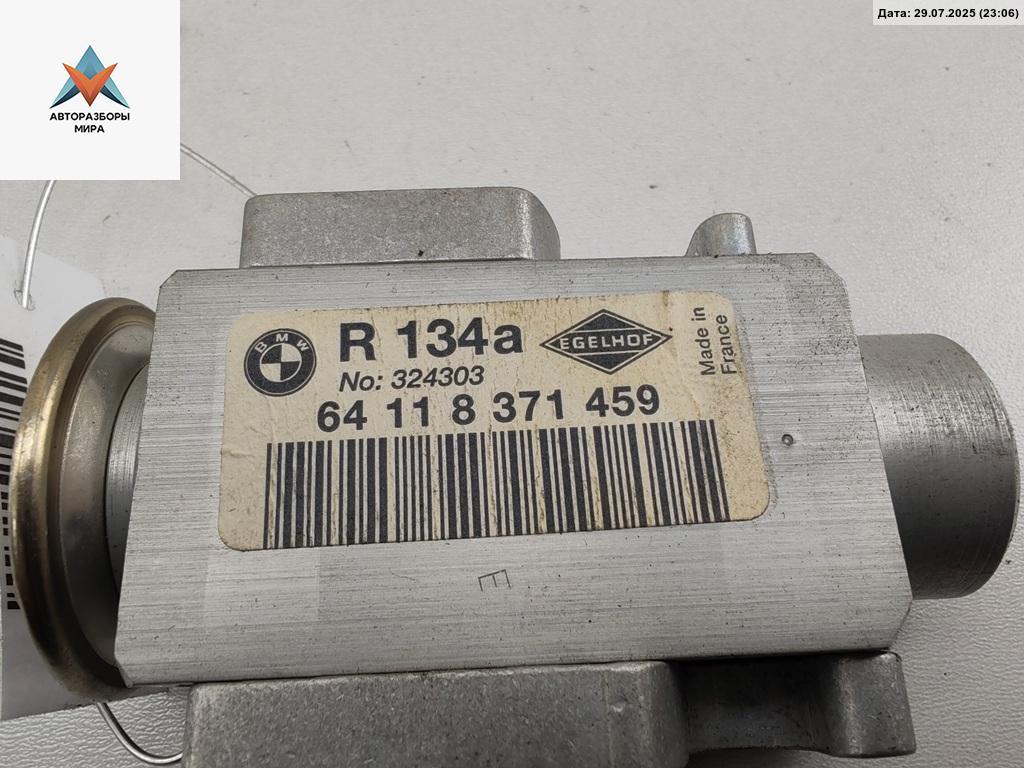 Дата: 29.07.2025 (23:06)
АВТОРАЗБОРЫ
МИРА
BMW
R 134a
EGELHOF
Made in
France
No: 324303
64 11 8 371 459
E